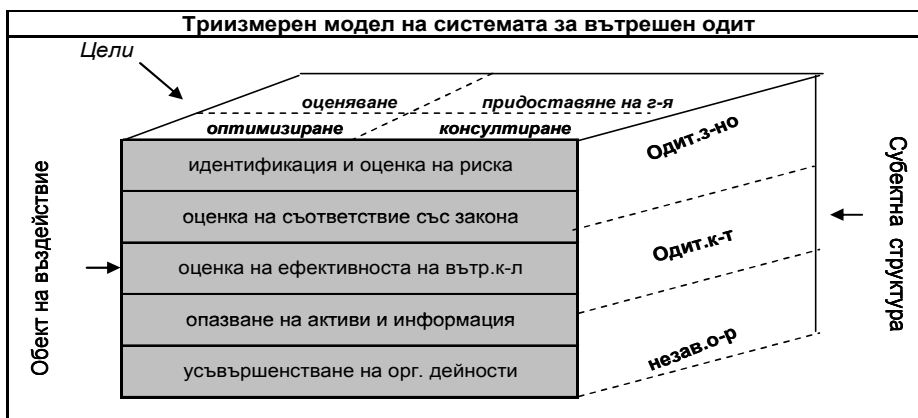 Триизмерен модел на системата за вътрешен одит
Цели
оценяване
придоставяне на г-я
оптимизиране
консултиране
идентификация и оценка на риска
оценка на съответствие със закона
оценка на ефективноста на вътр.к-л
опазване на активи и информация
усъвършенстване на орг. дейности
Обект на въздействие
Одит.з-но
Одит.к-т
незав.о-р
Субектна структура